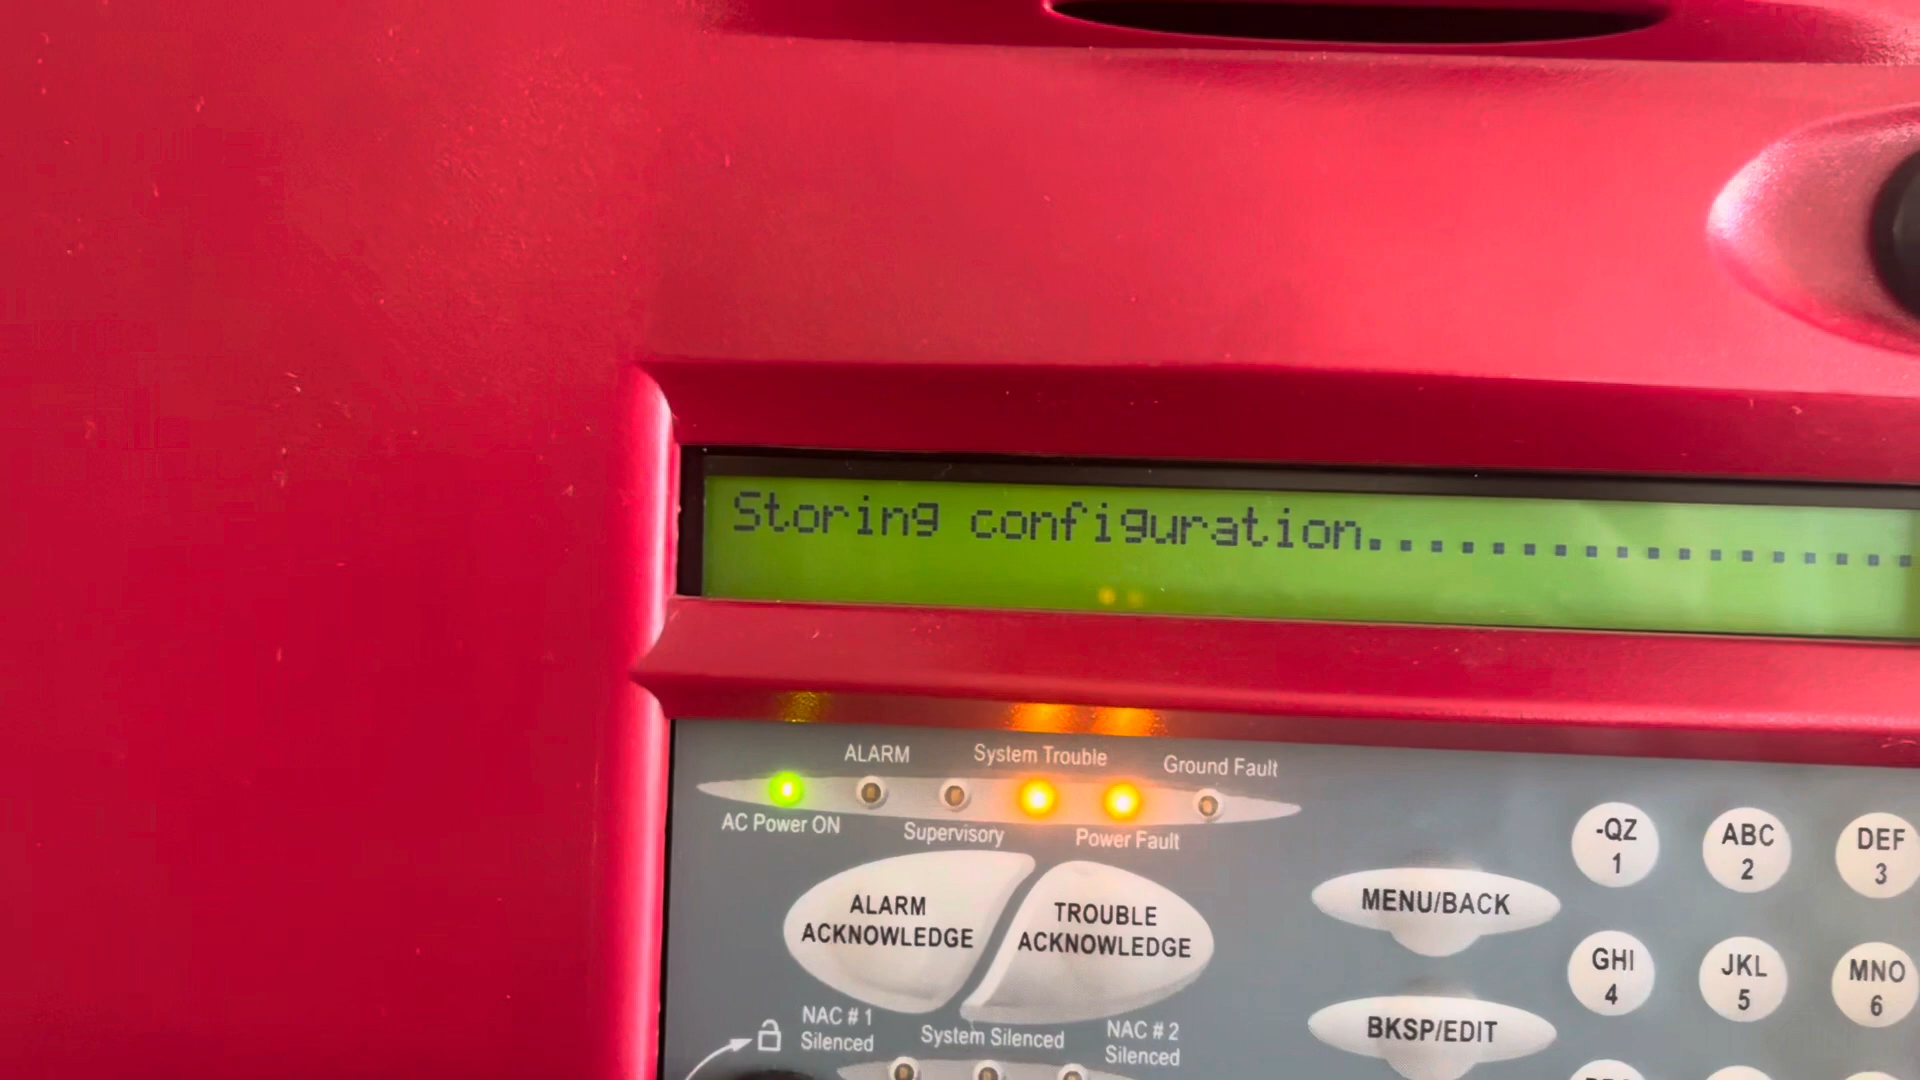 Storing configuration..................
ALARM
System Trouble
Ground Fault
AC Power ON
Supervisory
Power Fault
ALARM
ACKNOWLEDGE
TROUBLE
ACKNOWLEDGE
MENU/BACK
BKSP/EDIT
-QZ
1
ABC
2
DEF
3
GHI
4
JKL
5
MNO
6
NAC # 1
Silenced
System Silenced
NAC # 2
Silenced